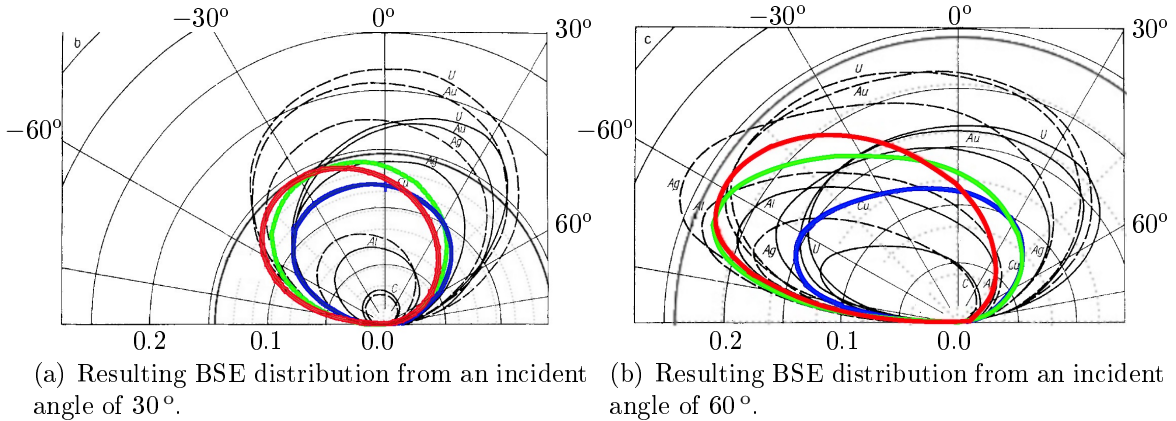 −30° 0° 30°
b
U
Au
U
Au
Ag
−60°
Ag
Cu
60°
Al
C
0.2 0.1 0.0
(a) Resulting BSE distribution from an incident
angle of 30°.
−30° 0° 30°
c
U
Au
−60°
Au U
Ag
Al Al
Cu
60°
Ag U Ag
Cu
C A
0.2 0.1 0.0
(b) Resulting BSE distribution from an incident
angle of 60°.